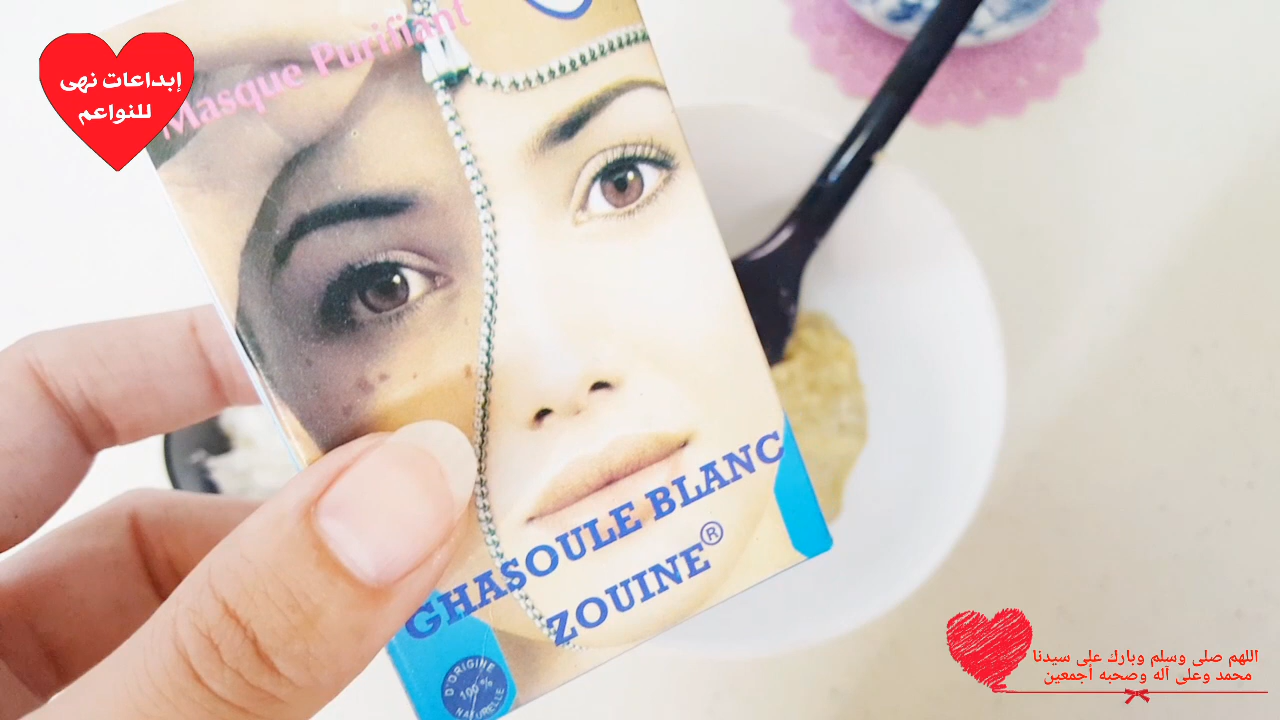 إبداعات نهى
للنواعم
Masque Purifiant
GHASOULE BLANC
ZOUINE®
D'ORIGINE
100 %
NATURELLE
اللهم صلى وسلم وبارك على سيدنا
محمد وعلى آله وصحبه أجمعين